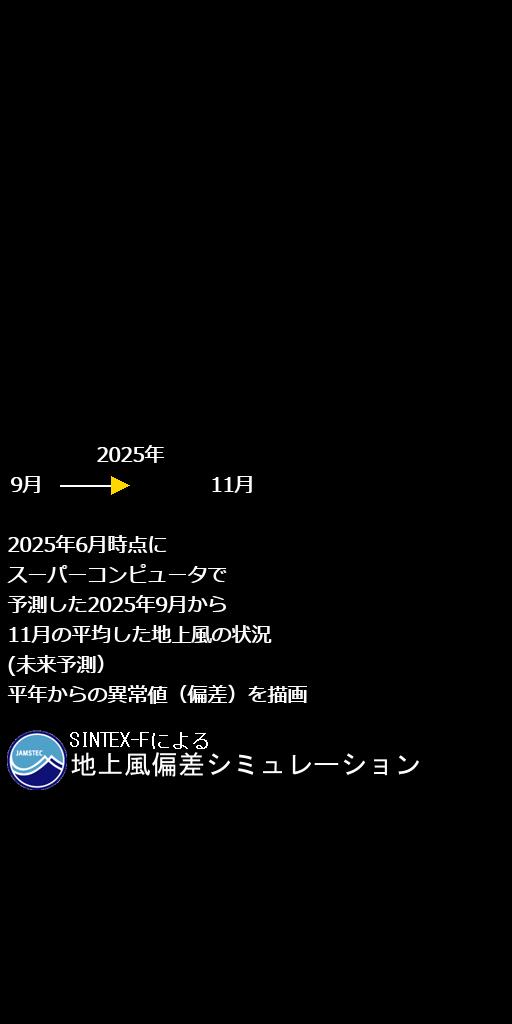 2025年
9月 11月
2025年6月時点に
スーパーコンピュータで
予測した2025年9月から
11月の平均した地上風の状況
(未来予測）
平年からの異常値（偏差）を描画
SINTEX-Fによる
JAMSTEC
地上風偏差シミュレーション